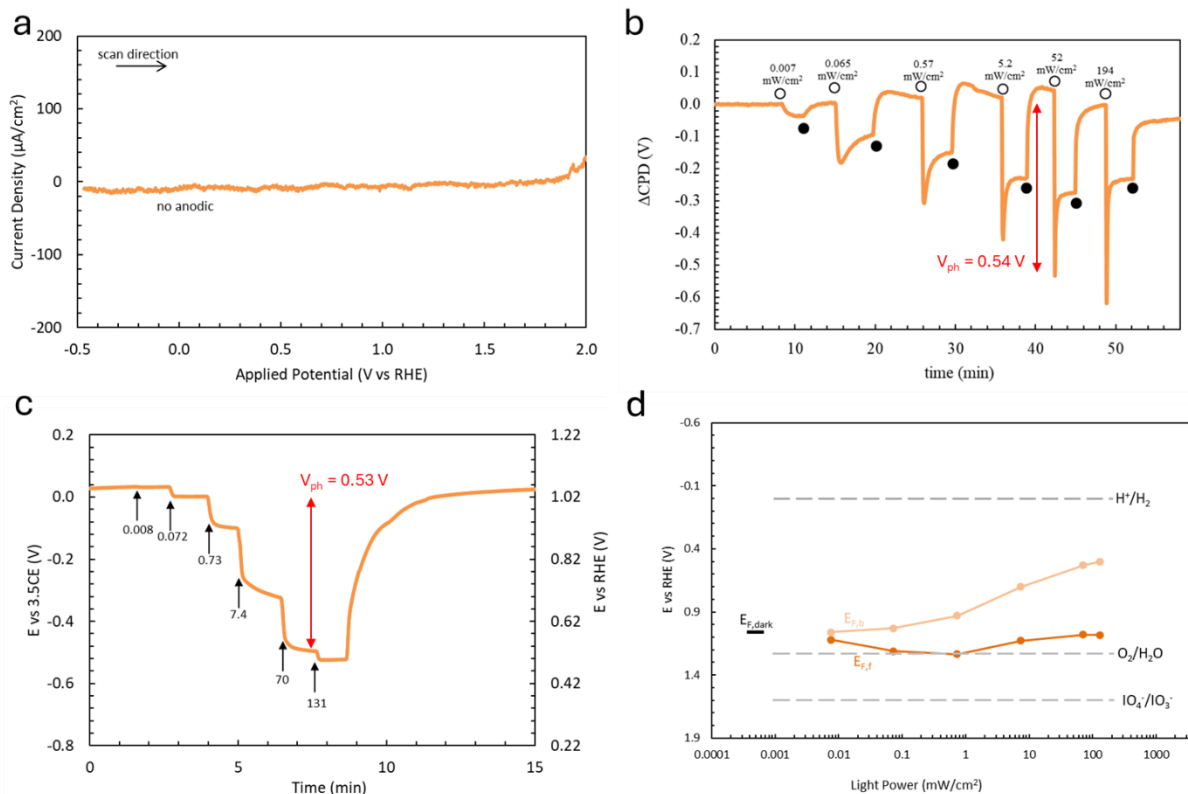 a
200
100
0
-100
-200
Current Density (µA/cm²)
scan direction
no anodic
-0.5
0.0
0.5
1.0
1.5
2.0
Applied Potential (V vs RHE)
b
0.2
0.1
0.0
-0.1
-0.2
-0.3
-0.4
-0.5
-0.6
-0.7
ΔCPD (V)
0.007
mW/cm²
0.065
mW/cm²
0.57
mW/cm²
5.2
mW/cm²
52
mW/cm²
194
mW/cm²
Vph = 0.54 V
0
10
20
30
40
50
time (min)
c
0.2
0.0
-0.2
-0.4
-0.6
-0.8
E vs 3.5CE (V)
0.008
0.072
0.73
7.4
70
131
Vph = 0.53 V
1.22
1.02
0.82
0.62
0.42
0.22
E vs RHE (V)
0
5
10
15
Time (min)
d
-0.6
-0.1
0.4
0.9
1.4
1.9
E vs RHE (V)
H⁺/H₂
EF,dark
EF,b
EF,f
O₂/H₂O
IO₄⁻/IO₃⁻
0.0001
0.001
0.01
0.1
1
10
100
1000
Light Power (mW/cm²)